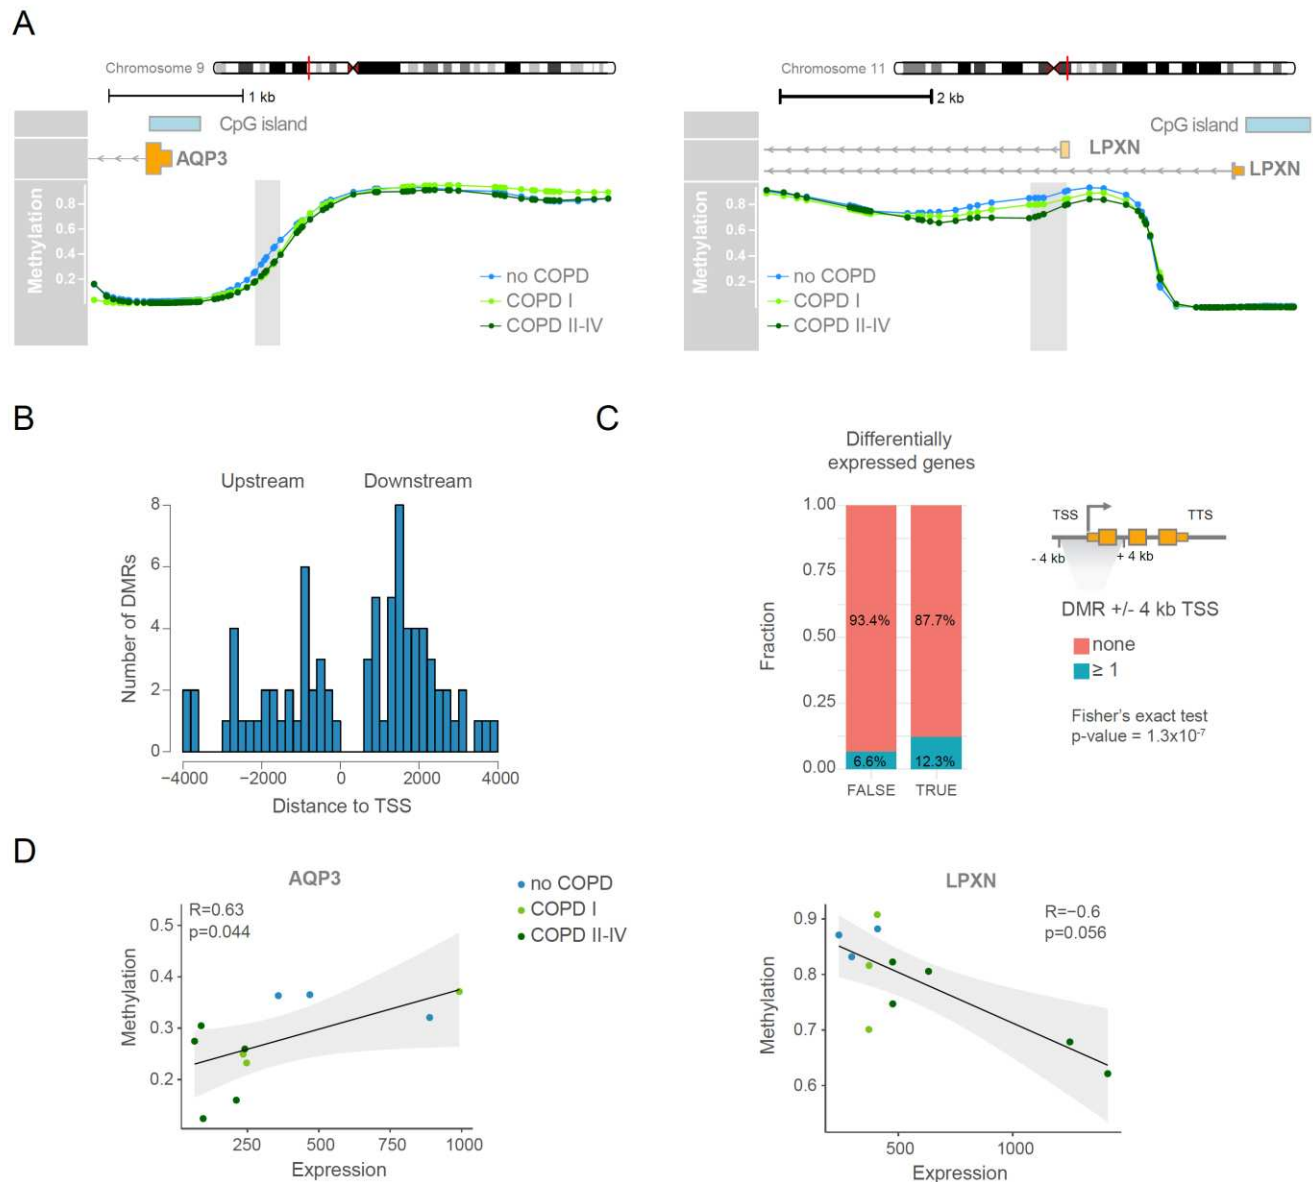 A
Chromosome 9
1 kb
CpG island
AQP3
Methylation
0.8
0.6
0.4
0.2
no COPD
COPD I
COPD II-IV
Chromosome 11
2 kb
CpG island
LPXN
LPXN
Methylation
0.8
0.6
0.4
0.2
no COPD
COPD I
COPD II-IV
B
Upstream
Downstream
Number of DMRs
8
6
4
2
0
−4000
−2000
0
2000
4000
Distance to TSS
C
Differentially
expressed genes
Fraction
1.00
0.75
0.50
0.25
0.00
93.4%
87.7%
6.6%
12.3%
FALSE
TRUE
TSS
TTS
- 4 kb
+ 4 kb
DMR +/- 4 kb TSS
none
≥ 1
Fisher's exact test
p-value = 1.3x10⁻⁷
D
AQP3
R=0.63
p=0.044
Methylation
0.5
0.4
0.3
0.2
250
500
750
1000
Expression
no COPD
COPD I
COPD II-IV
LPXN
R=−0.6
p=0.056
Methylation
0.9
0.8
0.7
0.6
500
1000
Expression